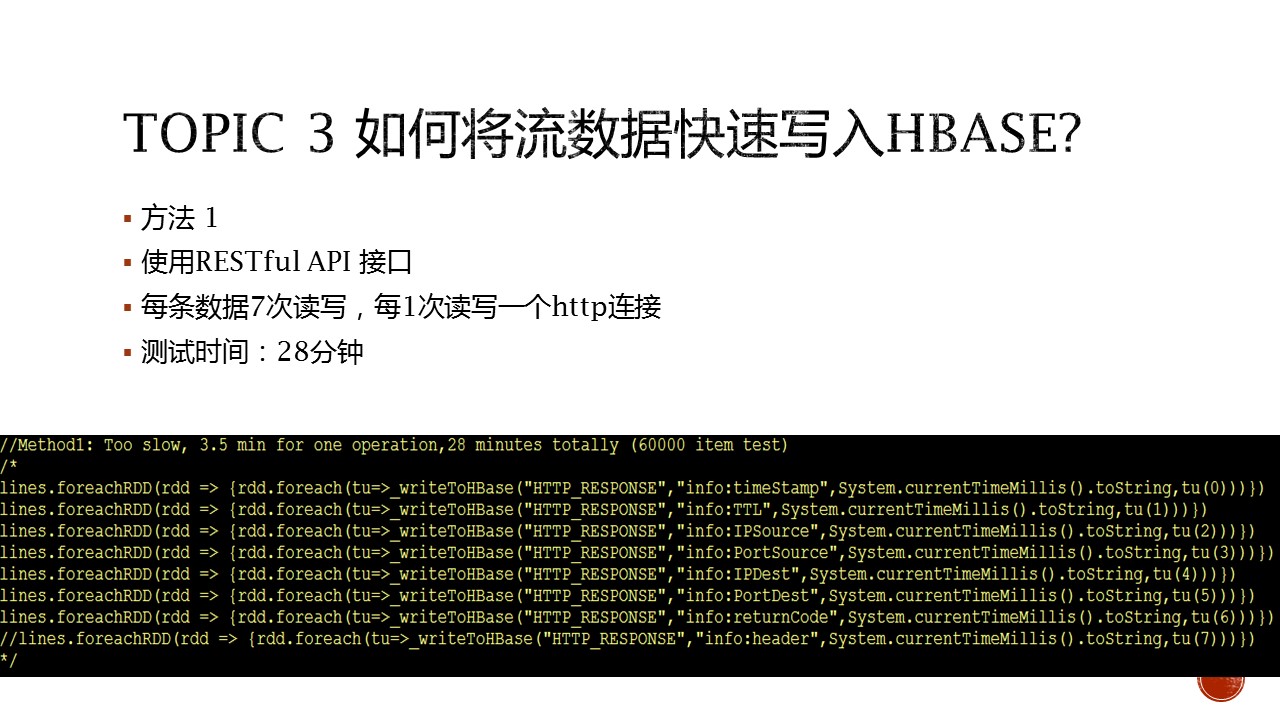 TOPIC 3 如何将流数据快速写入HBASE?
▪ 方法 1
▪ 使用RESTful API 接口
▪ 每条数据7次读写，每1次读写一个http连接
▪ 测试时间：28分钟
//Method1: Too slow, 3.5 min for one operation,28 minutes totally (60000 item test)
/*
lines.foreachRDD(rdd => {rdd.foreach(tu=>_writeToHBase("HTTP_RESPONSE","info:timeStamp",System.currentTimeMillis().toString,tu(0)))})
lines.foreachRDD(rdd => {rdd.foreach(tu=>_writeToHBase("HTTP_RESPONSE","info:TTL",System.currentTimeMillis().toString,tu(1)))})
lines.foreachRDD(rdd => {rdd.foreach(tu=>_writeToHBase("HTTP_RESPONSE","info:IPSource",System.currentTimeMillis().toString,tu(2)))})
lines.foreachRDD(rdd => {rdd.foreach(tu=>_writeToHBase("HTTP_RESPONSE","info:PortSource",System.currentTimeMillis().toString,tu(3)))})
lines.foreachRDD(rdd => {rdd.foreach(tu=>_writeToHBase("HTTP_RESPONSE","info:IPDest",System.currentTimeMillis().toString,tu(4)))})
lines.foreachRDD(rdd => {rdd.foreach(tu=>_writeToHBase("HTTP_RESPONSE","info:PortDest",System.currentTimeMillis().toString,tu(5)))})
lines.foreachRDD(rdd => {rdd.foreach(tu=>_writeToHBase("HTTP_RESPONSE","info:returnCode",System.currentTimeMillis().toString,tu(6)))})
//lines.foreachRDD(rdd => {rdd.foreach(tu=>_writeToHBase("HTTP_RESPONSE","info:header",System.currentTimeMillis().toString,tu(7)))})
*/